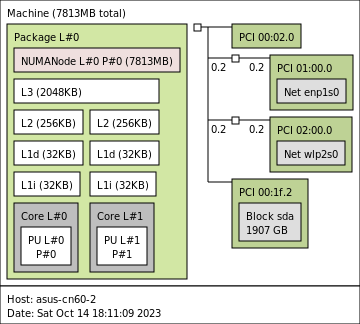 Machine (7813MB total)
Package L#0
NUMANode L#0 P#0 (7813MB)
L3 (2048KB)
L2 (256KB)
L2 (256KB)
L1d (32KB)
L1d (32KB)
L1i (32KB)
L1i (32KB)
Core L#0
PU L#0
P#0
Core L#1
PU L#1
P#1
PCI 00:02.0
0.2
0.2
PCI 01:00.0
Net enp1s0
0.2
0.2
PCI 02:00.0
Net wlp2s0
PCI 00:1f.2
Block sda
1907 GB
Host: asus-cn60-2
Date: Sat Oct 14 18:11:09 2023